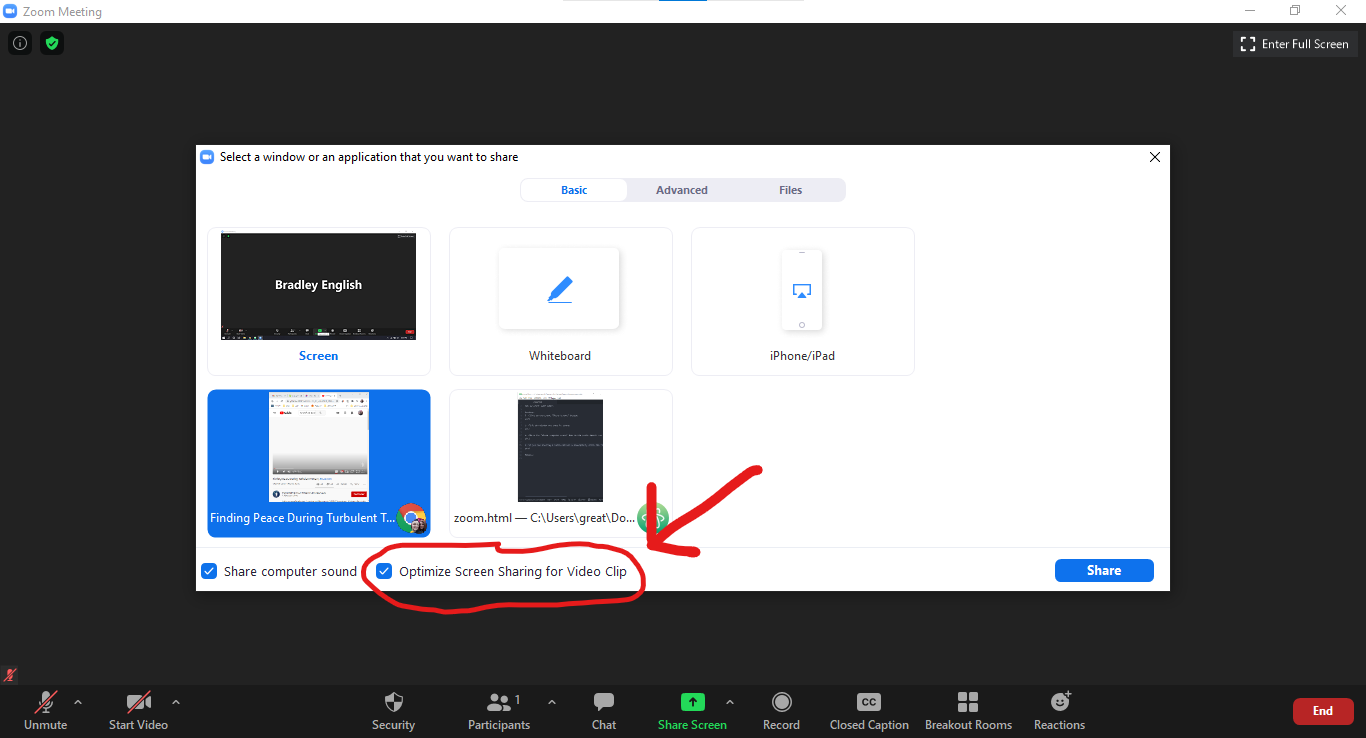 Zoom Meeting
Enter Full Screen
Select a window or an application that you want to share
Basic Advanced Files
Bradley English
Screen
Whiteboard
iPhone/iPad
Finding Peace During Turbulent T...
zoom.html — C:\Users\great\Do...
Share computer sound
Optimize Screen Sharing for Video Clip
Share
Unmute
Start Video
Security
1
Participants
Chat
Share Screen
Record
CC
Closed Caption
Breakout Rooms
Reactions
End